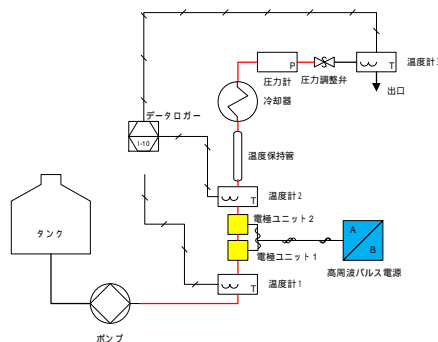 P
T
温度計3
圧力計
圧力調整弁
出口
冷却器
データロガー
I-10
温度保持管
温度計2
T
電極ユニット2
タンク
A
B
電極ユニット1
高周波パルス電源
温度計1
T
ポンプ